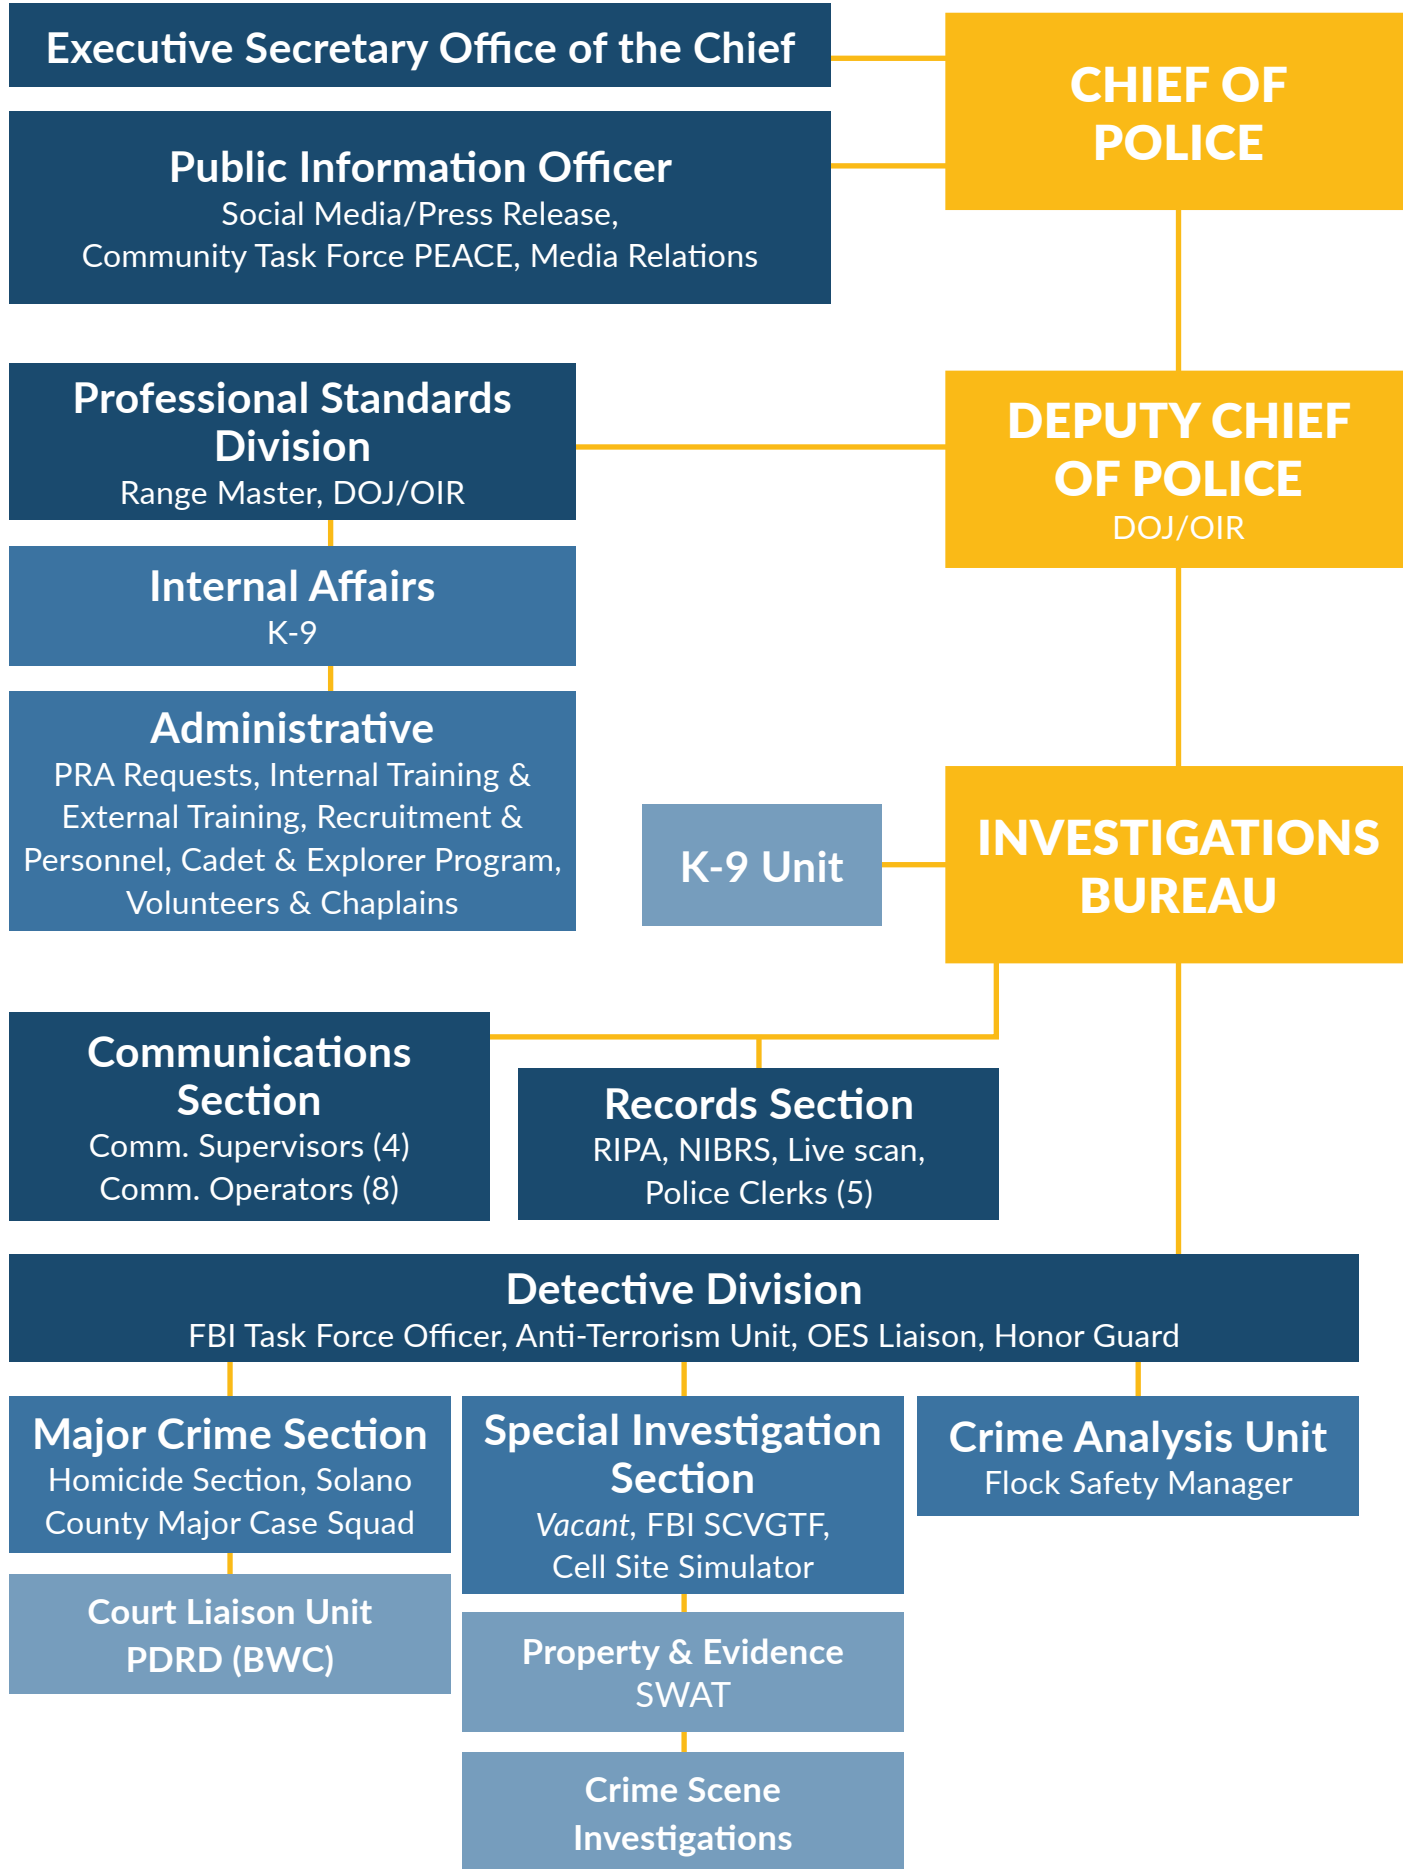 Executive Secretary Office of the Chief
CHIEF OF
POLICE
Public Information Officer
Social Media/Press Release,
Community Task Force PEACE, Media Relations
Professional Standards
Division
Range Master, DOJ/OIR
DEPUTY CHIEF
OF POLICE
DOJ/OIR
Internal Affairs
K-9
Administrative
PRA Requests, Internal Training &
External Training, Recruitment &
Personnel, Cadet & Explorer Program,
Volunteers & Chaplains
K-9 Unit
INVESTIGATIONS
BUREAU
Communications
Section
Comm. Supervisors (4)
Comm. Operators (8)
Records Section
RIPA, NIBRS, Live scan,
Police Clerks (5)
Detective Division
FBI Task Force Officer, Anti-Terrorism Unit, OES Liaison, Honor Guard
Major Crime Section
Homicide Section, Solano
County Major Case Squad
Court Liaison Unit
PDRD (BWC)
Special Investigation
Section
Vacant, FBI SCVGTF,
Cell Site Simulator
Property & Evidence
SWAT
Crime Scene
Investigations
Crime Analysis Unit
Flock Safety Manager